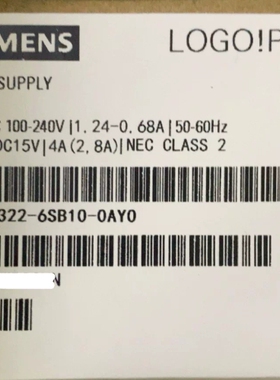 EMENS LOGO!P
SUPPLY
100-240V|1,24-0,68A|50-60Hz
DC15V|4A(2,8A)|NEC CLASS 2
322-6SB10-0AY0
N